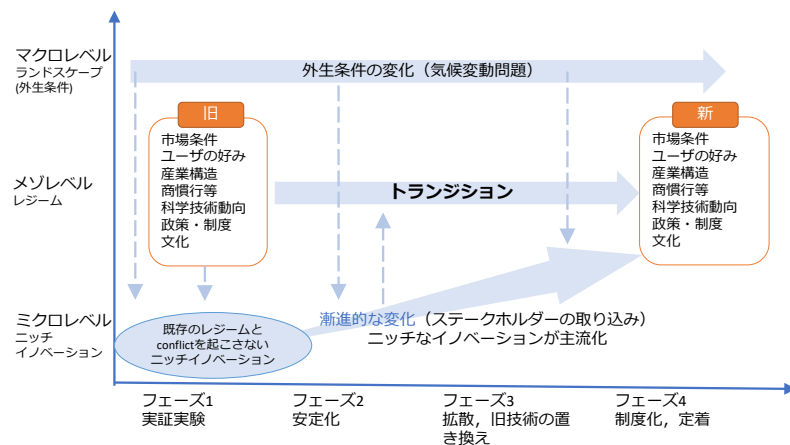 マクロレベル
ランドスケープ
(外生条件)
外生条件の変化（気候変動問題）
旧
市場条件
ユーザの好み
産業構造
商慣行等
科学技術動向
政策・制度
文化
新
市場条件
ユーザの好み
産業構造
商慣行等
科学技術動向
政策・制度
文化
メゾレベル
レジーム
トランジション
ミクロレベル
ニッチ
イノベーション
既存のレジームと
conflictを起こさない
ニッチイノベーション
漸進的な変化（ステークホルダーの取り込み）
ニッチなイノベーションが主流化
フェーズ1
実証実験
フェーズ2
安定化
フェーズ3
拡散，旧技術の置
き換え
フェーズ4
制度化，定着